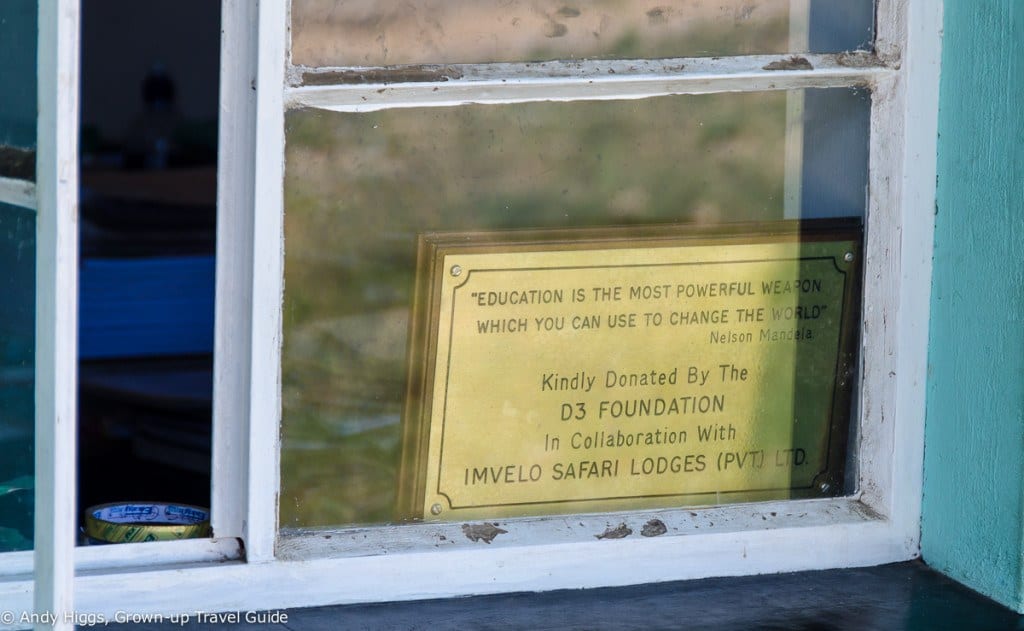 "EDUCATION IS THE MOST POWERFUL WEAPON
WHICH YOU CAN USE TO CHANGE THE WORLD"
Nelson Mandela
Kindly Donated By The
D3 FOUNDATION
In Collaboration With
IMVELO SAFARI LODGES (PVT) LTD.
© Andy Higgs, Grown-up Travel Guide